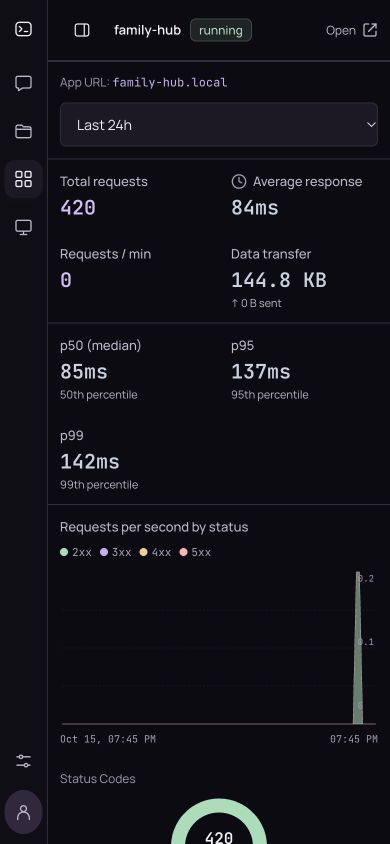 family-hub running Open
App URL: family-hub.local
Last 24h
Total requests
420
Average response
84ms
Requests / min
0
Data transfer
144.8 KB
↑ 0 B sent
p50 (median)
85ms
50th percentile
p95
137ms
95th percentile
p99
142ms
99th percentile
Requests per second by status
2xx 3xx 4xx 5xx
0.2
0.1
0
Oct 15, 07:45 PM 07:45 PM
Status Codes
420